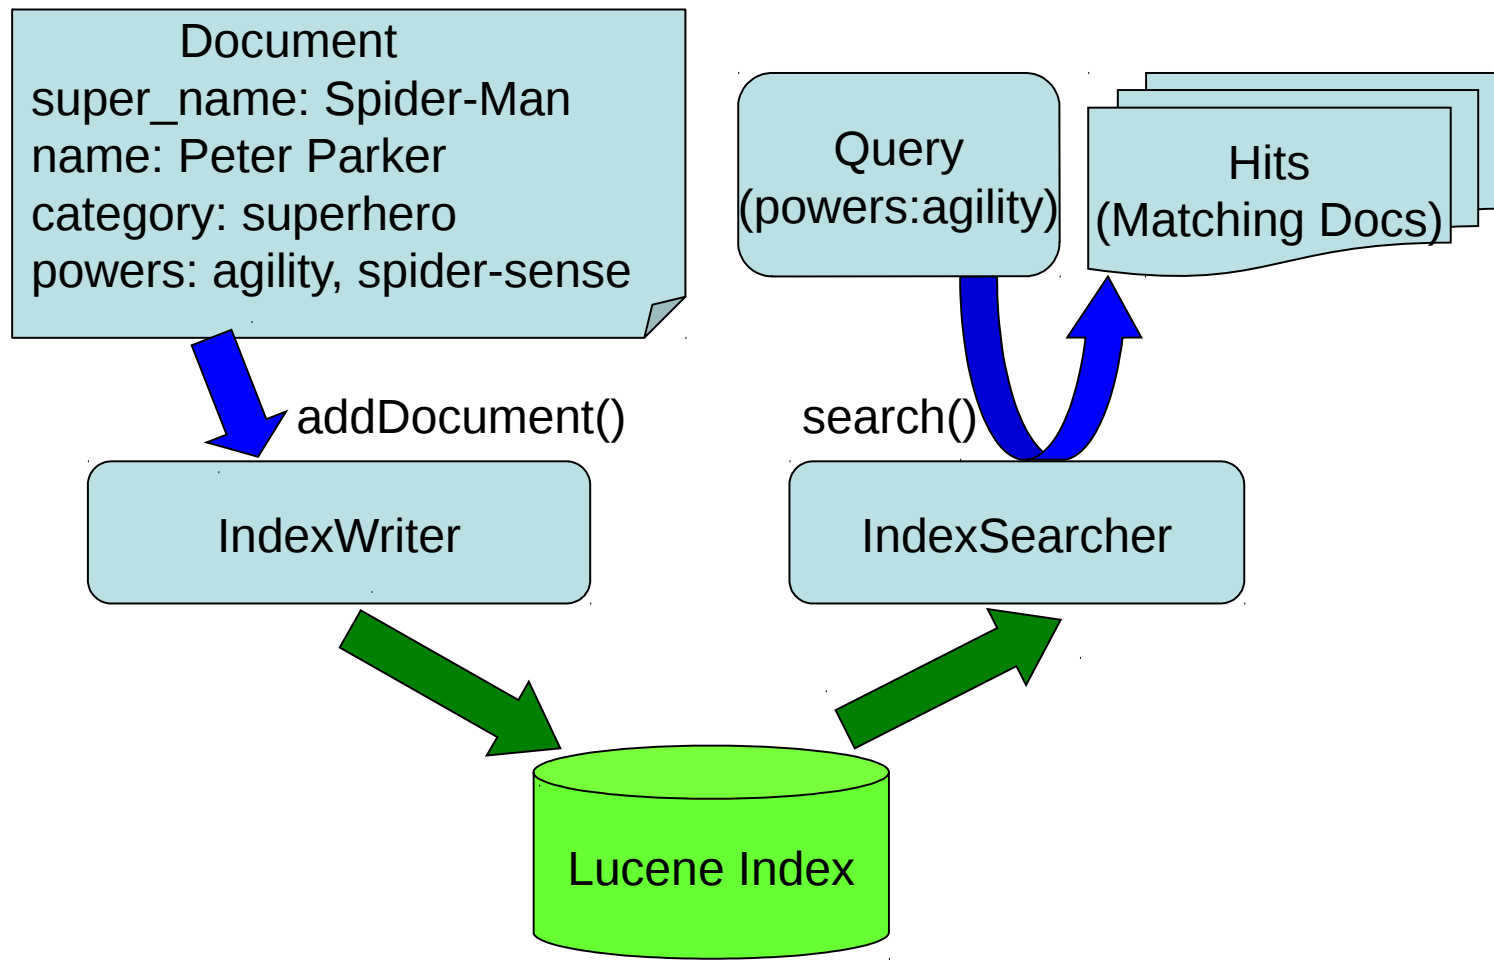 Document
super_name: Spider-Man
name: Peter Parker
category: superhero
powers: agility, spider-sense
Query
(powers:agility)
Hits
(Matching Docs)
addDocument()
search()
IndexWriter
IndexSearcher
Lucene Index